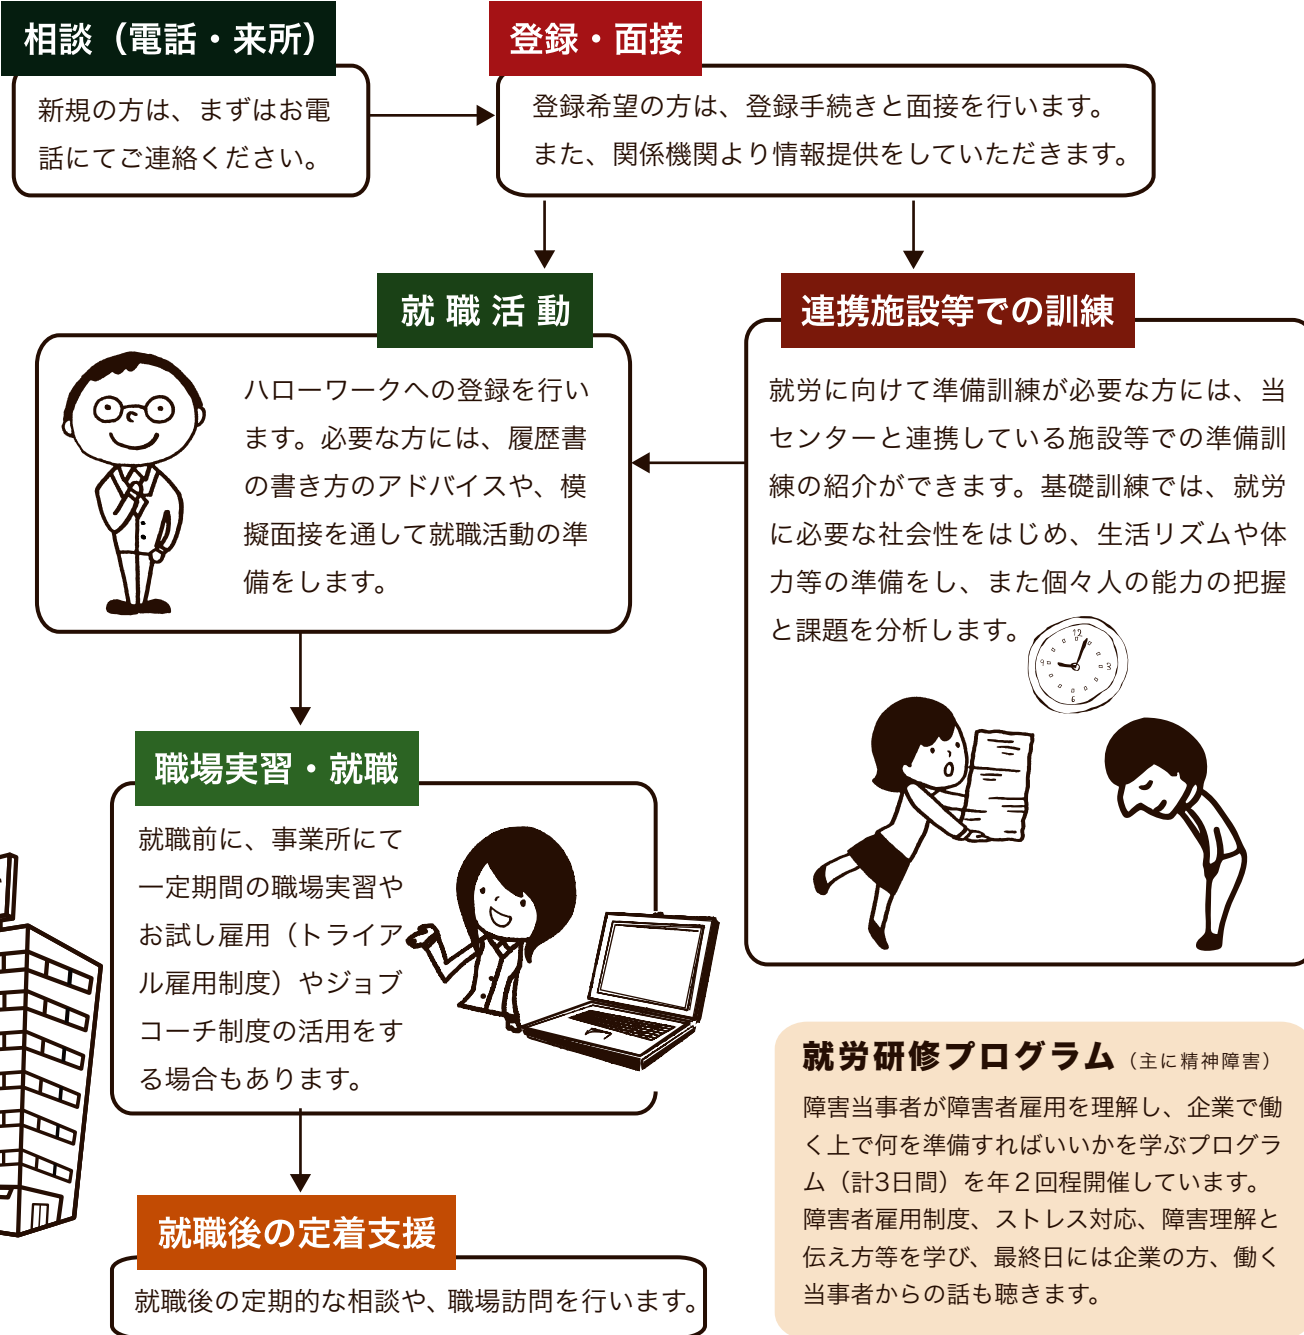 相談（電話・来所）
新規の方は、まずはお電
話にてご連絡ください。
登録・面接
登録希望の方は、登録手続きと面接を行います。
また、関係機関より情報提供をしていただきます。
就職活動
ハローワークへの登録を行い
ます。必要な方には、履歴書
の書き方のアドバイスや、模
擬面接を通して就職活動の準
備をします。
連携施設等での訓練
就労に向けて準備訓練が必要な方には、当
センターと連携している施設等での準備訓
練の紹介ができます。基礎訓練では、就労
に必要な社会性をはじめ、生活リズムや体
力等の準備をし、また個々人の能力の把握
と課題を分析します。
12
9
3
6
職場実習・就職
就職前に、事業所にて
一定期間の職場実習や
お試し雇用（トライア
ル雇用制度）やジョブ
コーチ制度の活用をす
る場合もあります。
就職後の定着支援
就職後の定期的な相談や、職場訪問を行います。
就労研修プログラム（主に精神障害）
障害当事者が障害者雇用を理解し、企業で働
く上で何を準備すればいいかを学ぶプログラ
ム（計3日間）を年２回程開催しています。
障害者雇用制度、ストレス対応、障害理解と
伝え方等を学び、最終日には企業の方、働く
当事者からの話も聴きます。